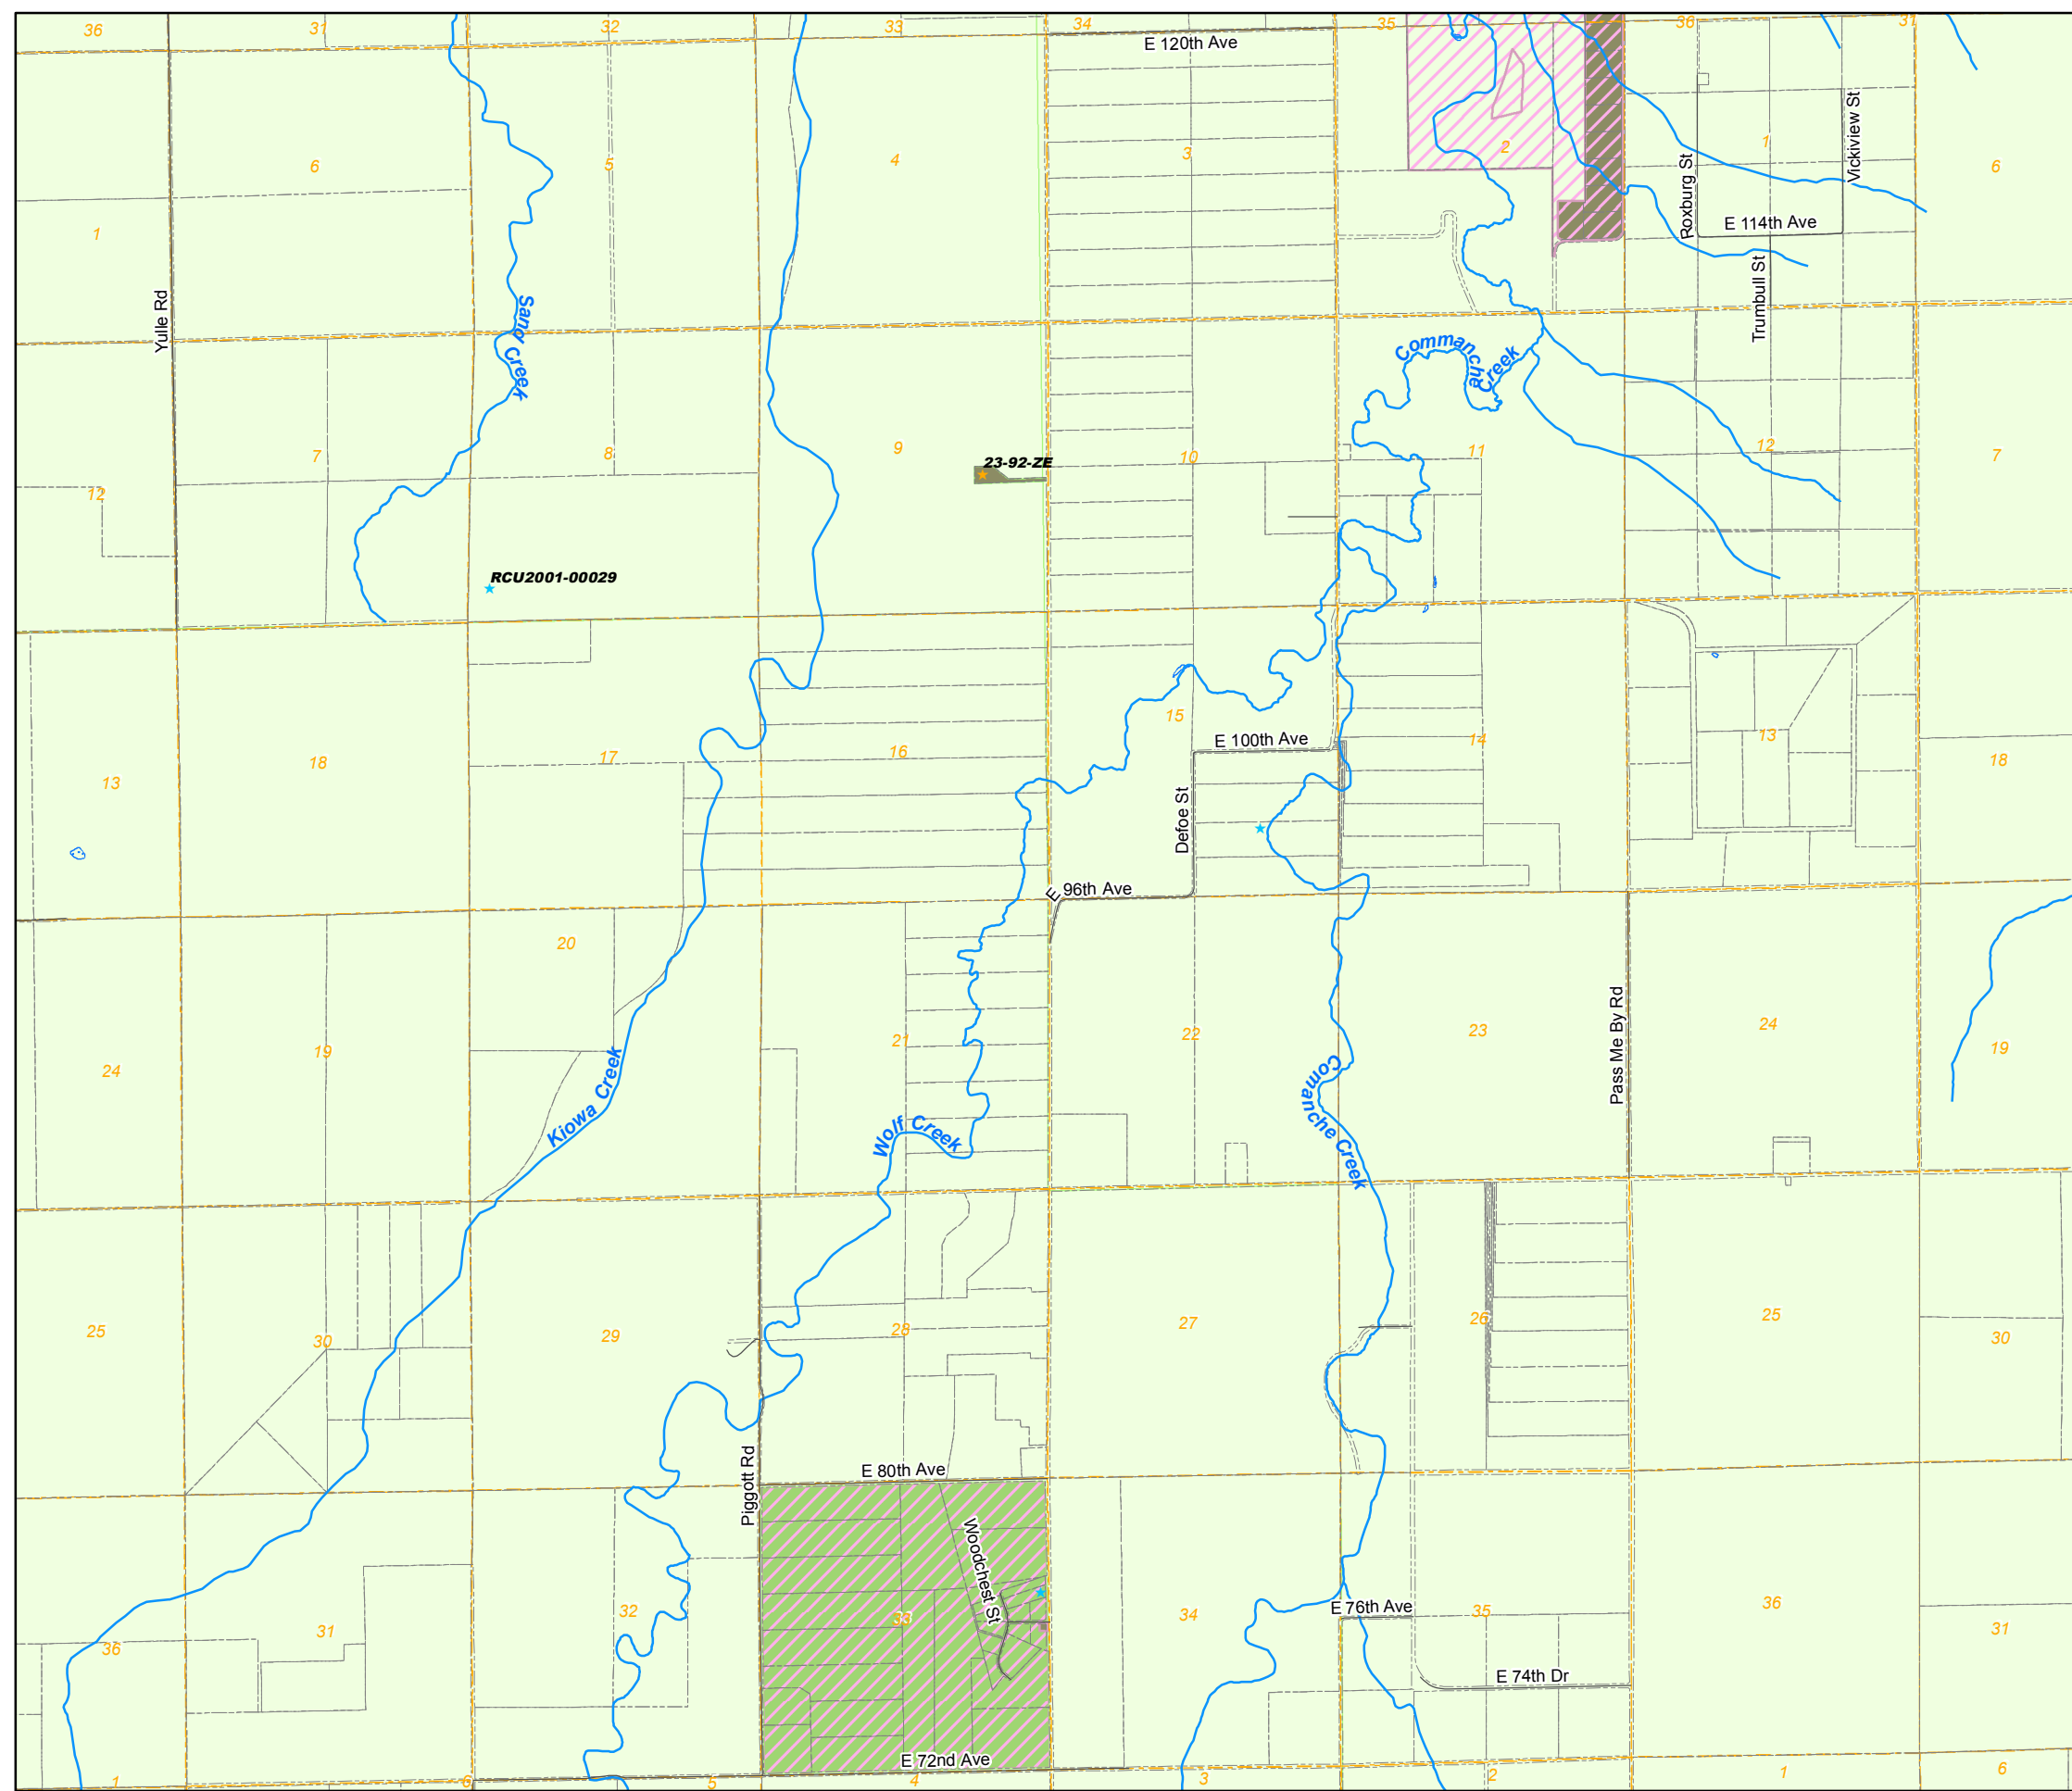 36
31
32
33
34
35
36
31
E 120th Ave
6
5
4
3
2
1
6
1
Vickview St
Roxburg St
E 114th Ave
Trumbull St
Yulle Rd
Sand Creek
Commanche Creek
7
8
9
10
11
12
7
12
23-92-ZE
RCU2001-00029
13
18
17
16
15
14
13
18
E 100th Ave
Defoe St
E 96th Ave
24
19
20
21
22
23
24
19
Pass Me By Rd
Kiowa Creek
Wolf Creek
Comanche Creek
25
30
29
28
27
26
25
30
Piggott Rd
E 80th Ave
Woodchest St
36
31
32
33
34
35
36
31
E 76th Ave
E 74th Dr
E 72nd Ave
1
6
5
4
3
2
1
6